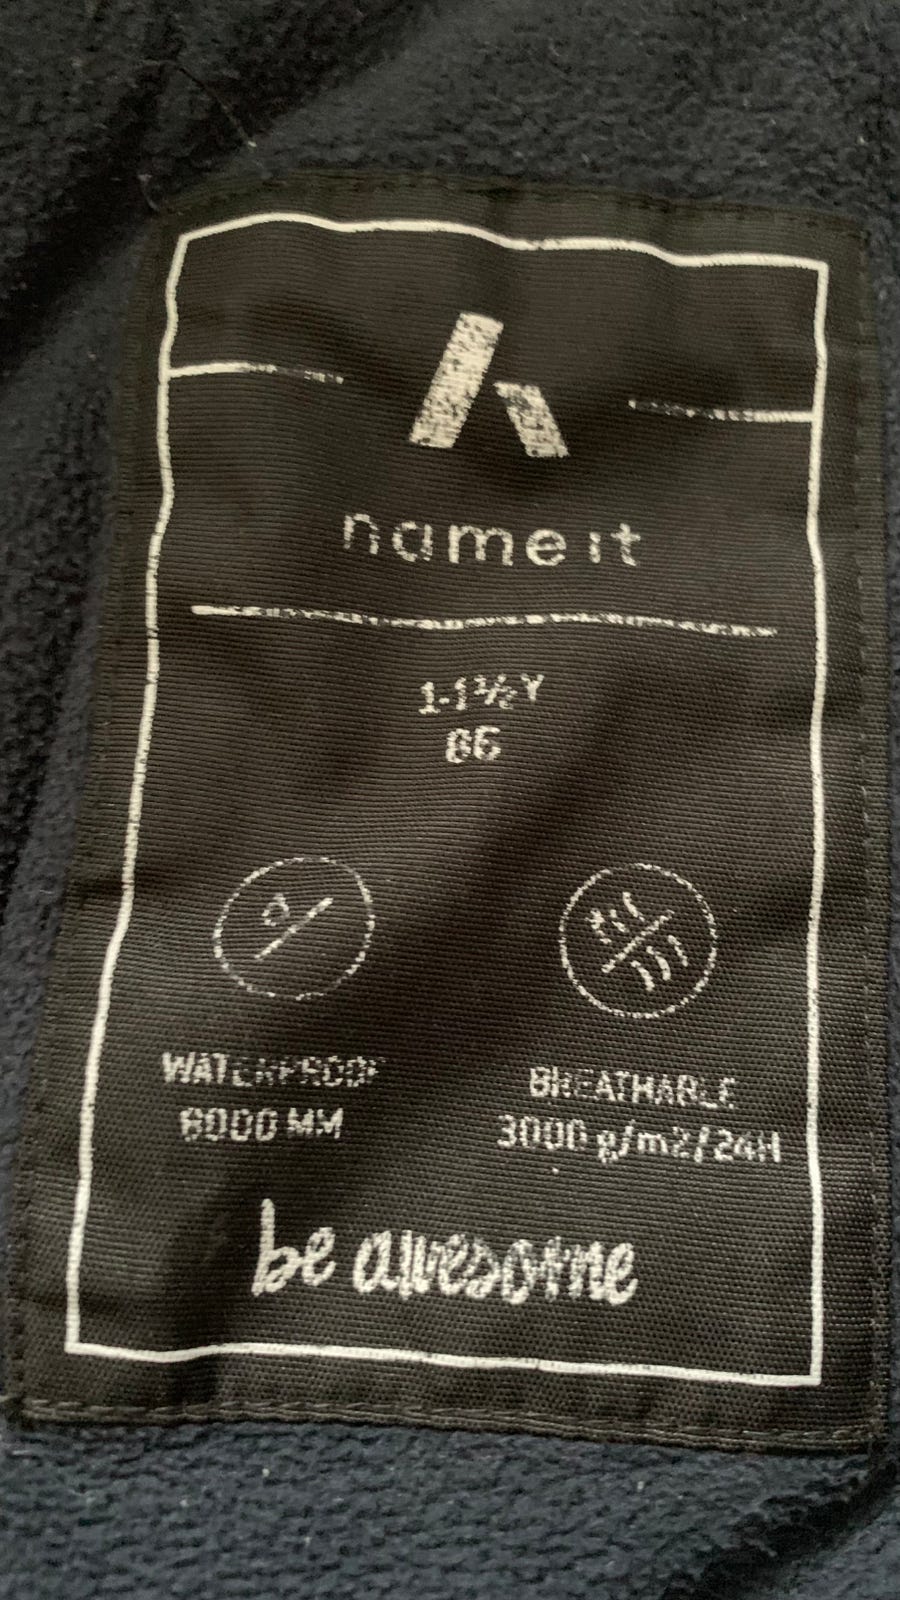 name it
1-1½Y
86
WATERPROOF
8000 MM
BREATHABLE
3000 g/m2/24H
be awesome